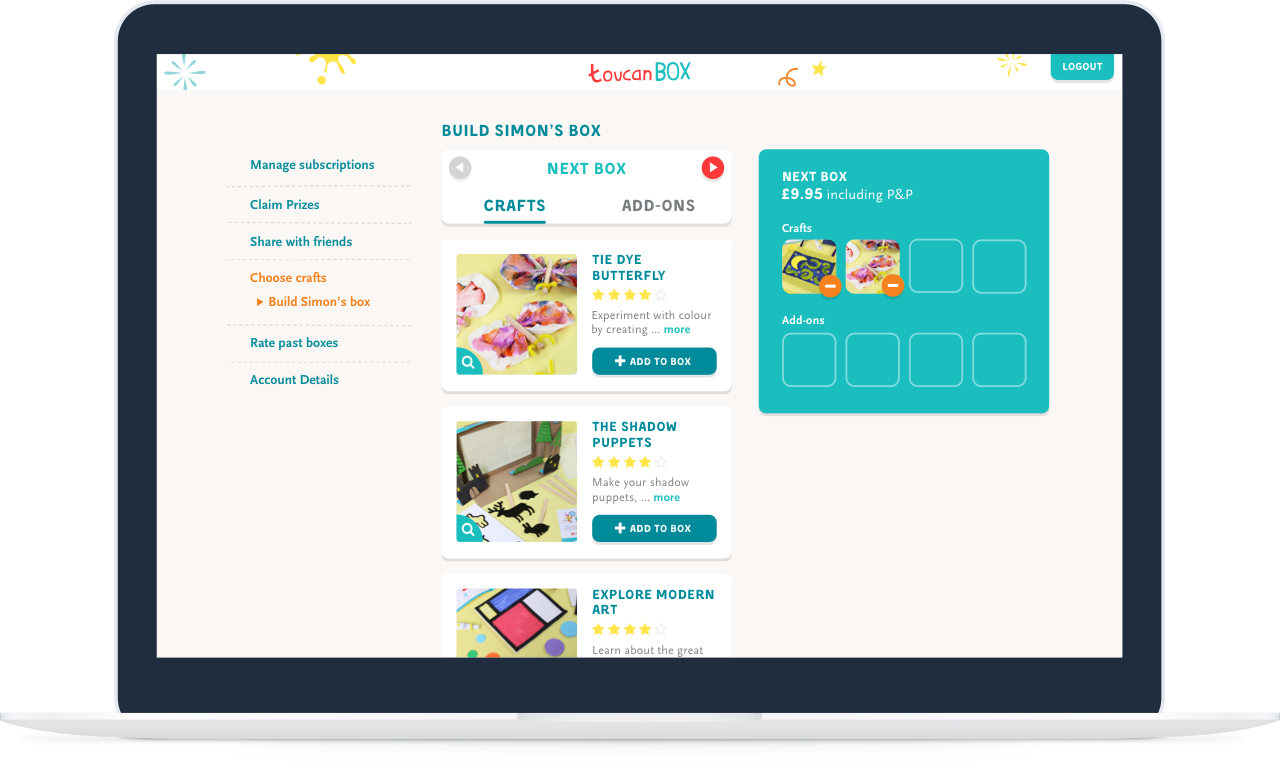 toucanBOX
LOGOUT
BUILD SIMON'S BOX
Manage subscriptions
Claim Prizes
Share with friends
Choose crafts
Build Simon's box
Rate past boxes
Account Details
NEXT BOX
CRAFTS
ADD-ONS
TIE DYE
BUTTERFLY
Experiment with colour
by creating ... more
ADD TO BOX
THE SHADOW
PUPPETS
Make your shadow
puppets, ... more
ADD TO BOX
EXPLORE MODERN
ART
Learn about the great
NEXT BOX
£9.95 including P&P
Crafts
Add-ons